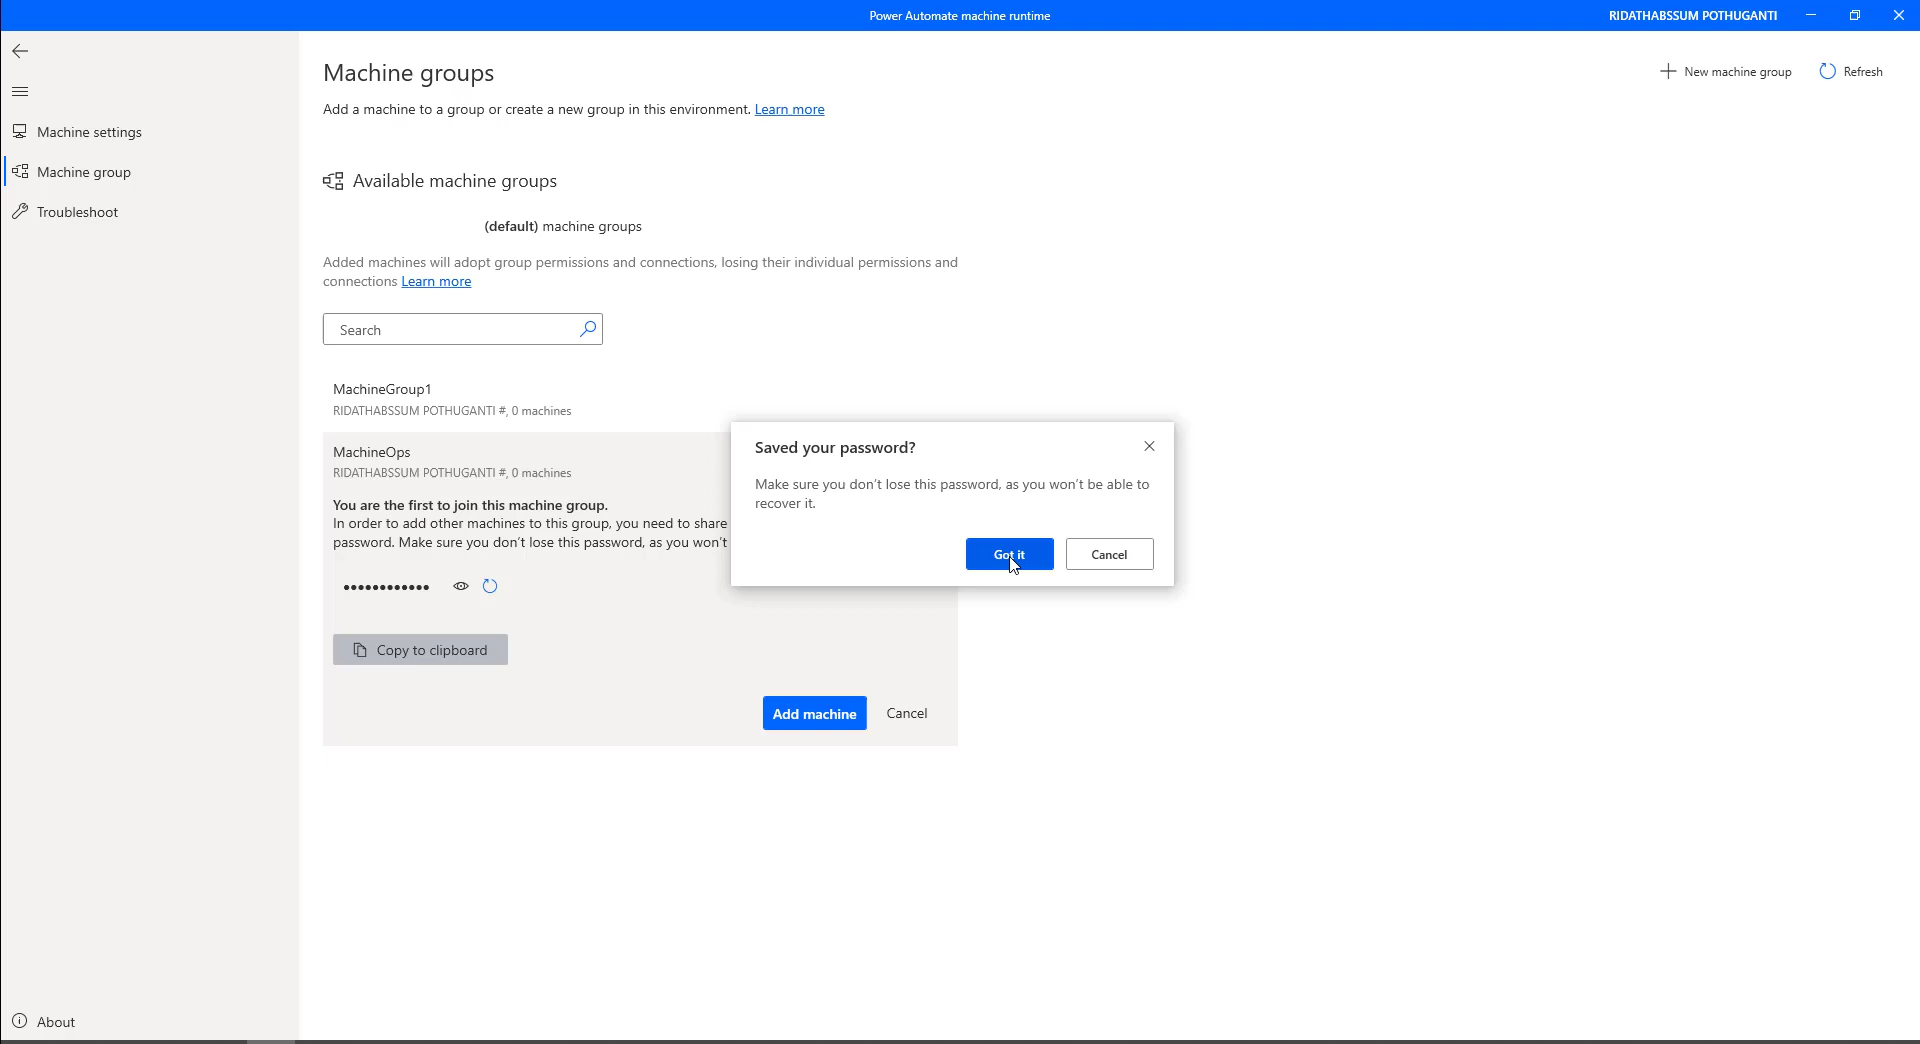 Power Automate machine runtime
RIDATHABSSUM POTHUGANTI
Machine settings
Machine group
Troubleshoot
About
Machine groups
New machine group
Refresh
Add a machine to a group or create a new group in this environment. Learn more
Available machine groups
(default) machine groups
Added machines will adopt group permissions and connections, losing their individual permissions and
connections Learn more
Search
MachineGroup1
RIDATHABSSUM POTHUGANTI #, 0 machines
MachineOps
RIDATHABSSUM POTHUGANTI #, 0 machines
You are the first to join this machine group.
In order to add other machines to this group, you need to share
password. Make sure you don't lose this password, as you won't
Copy to clipboard
Add machine
Cancel
Saved your password?
Make sure you don't lose this password, as you won't be able to
recover it.
Got it
Cancel